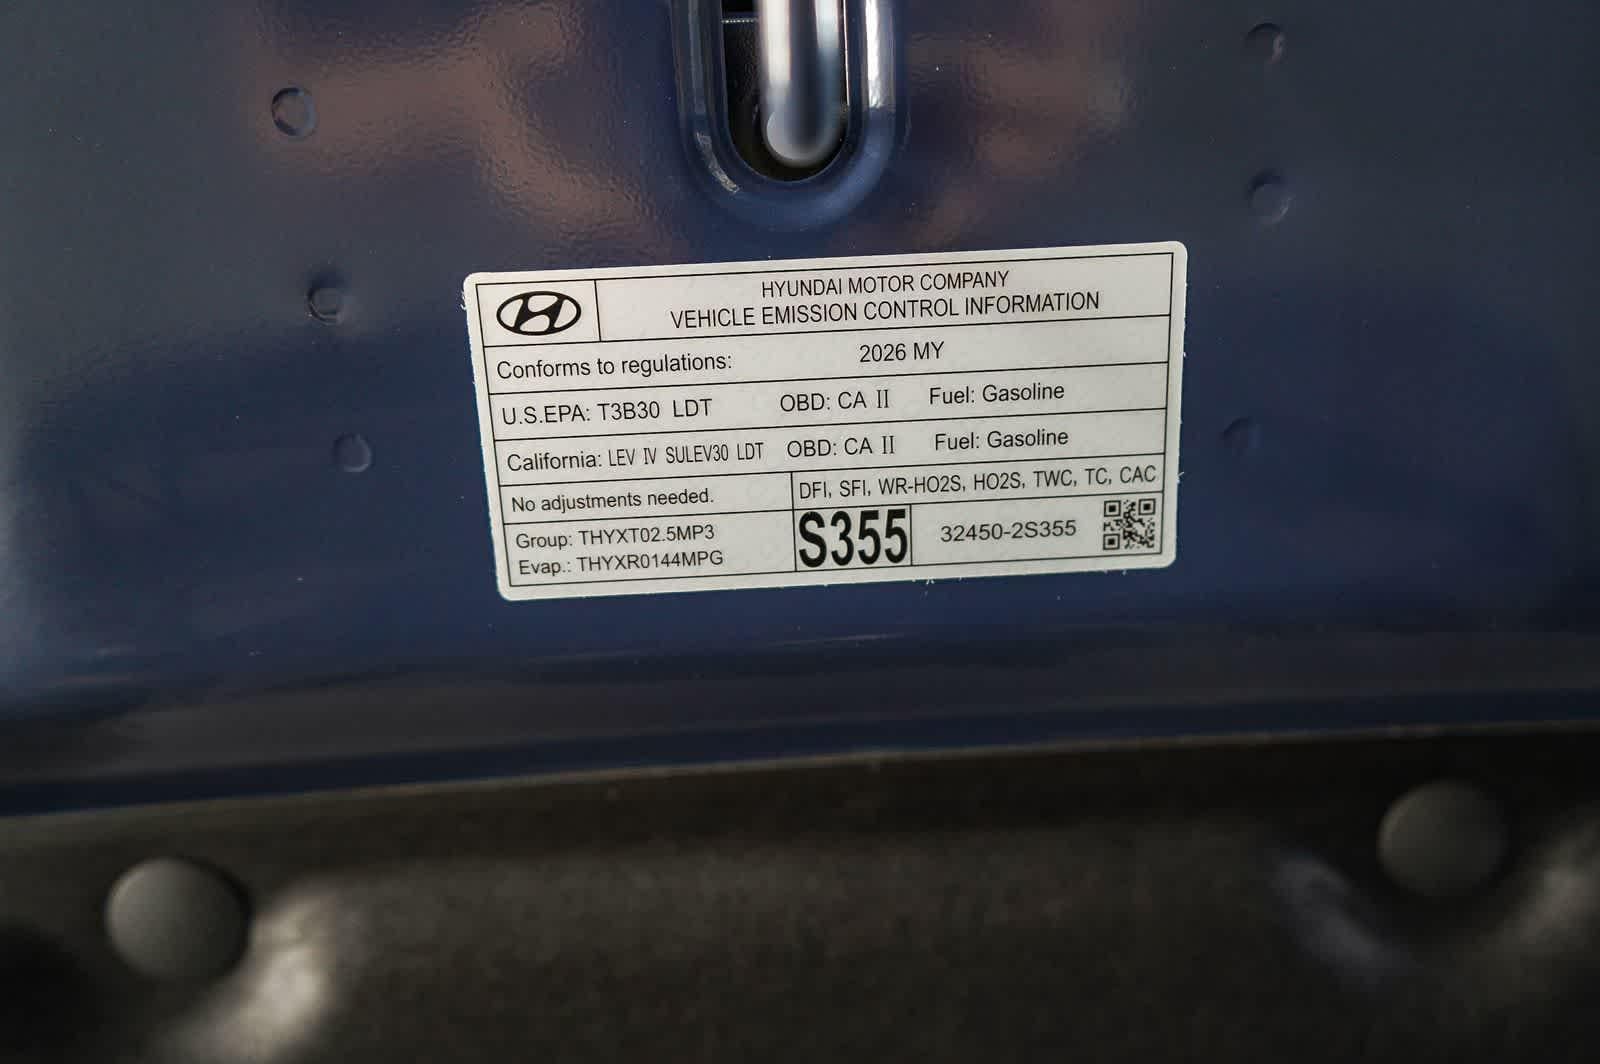 HYUNDAI MOTOR COMPANY
VEHICLE EMISSION CONTROL INFORMATION
Conforms to regulations: 2026 MY
U.S.EPA: T3B30 LDT OBD: CA II Fuel: Gasoline
California: LEV IV SULEV30 LDT OBD: CA II Fuel: Gasoline
No adjustments needed.
DFI, SFI, WR-HO2S, HO2S, TWC, TC, CAC
Group: THYXT02.5MP3
Evap.: THYXR0144MPG
S355
32450-2S355